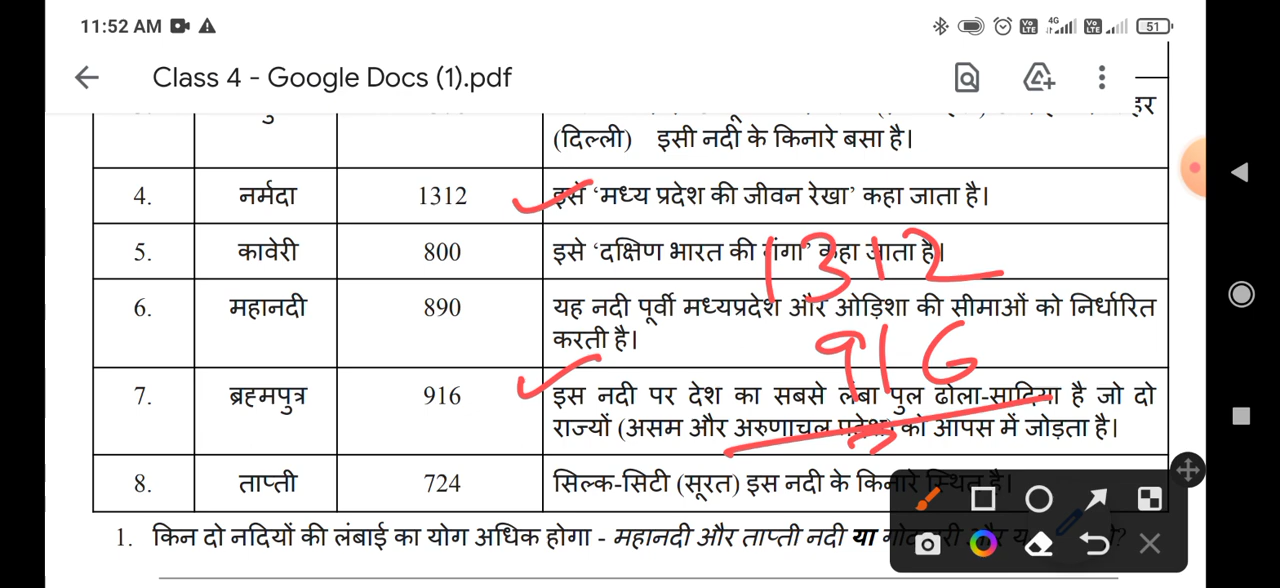 11:52 AM
4G
51
Class 4 - Google Docs (1).pdf
(दिल्ली) इसी नदी के किनारे बसा है।
4. नर्मदा 1312 इसे ‘मध्य प्रदेश की जीवन रेखा’ कहा जाता है।
5. कावेरी 800 इसे ‘दक्षिण भारत की गंगा’ कहा जाता है।
1312
6. महानदी 890 यह नदी पूर्वी मध्यप्रदेश और ओड़िशा की सीमाओं को निर्धारित
करती है।
916
7. ब्रह्मपुत्र 916 इस नदी पर देश का सबसे लंबा पुल ढोला-सादिया है जो दो
राज्यों (असम और अरुणाचल प्रदेश) को आपस में जोड़ता है।
8. ताप्ती 724 सिल्क-सिटी (सूरत) इस नदी के किनारे स्थित है।
1. किन दो नदियों की लंबाई का योग अधिक होगा - महानदी और ताप्ती नदी या